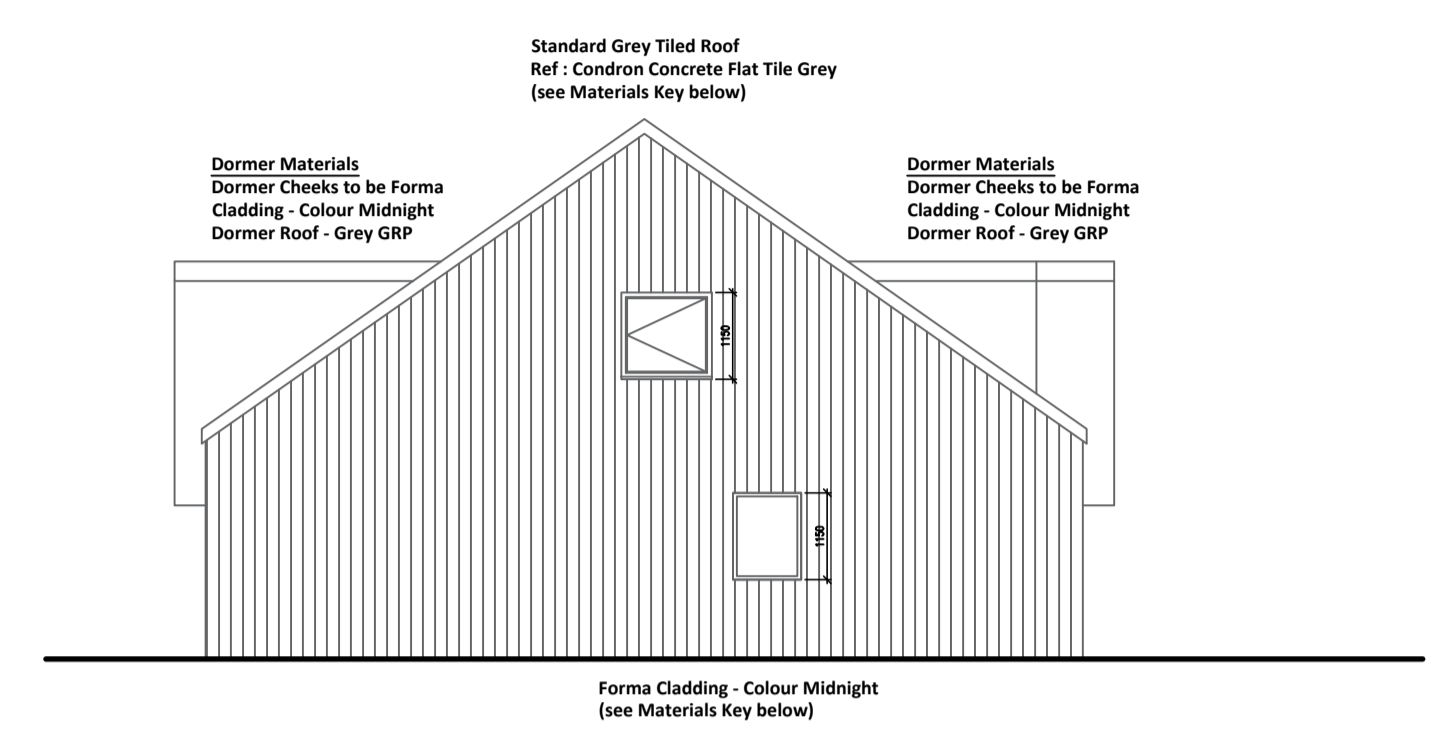 Standard Grey Tiled Roof
Ref : Condron Concrete Flat Tile Grey
(see Materials Key below)
Dormer Materials
Dormer Cheeks to be Forma
Cladding - Colour Midnight
Dormer Roof - Grey GRP
Dormer Materials
Dormer Cheeks to be Forma
Cladding - Colour Midnight
Dormer Roof - Grey GRP
1150
1150
Forma Cladding - Colour Midnight
(see Materials Key below)